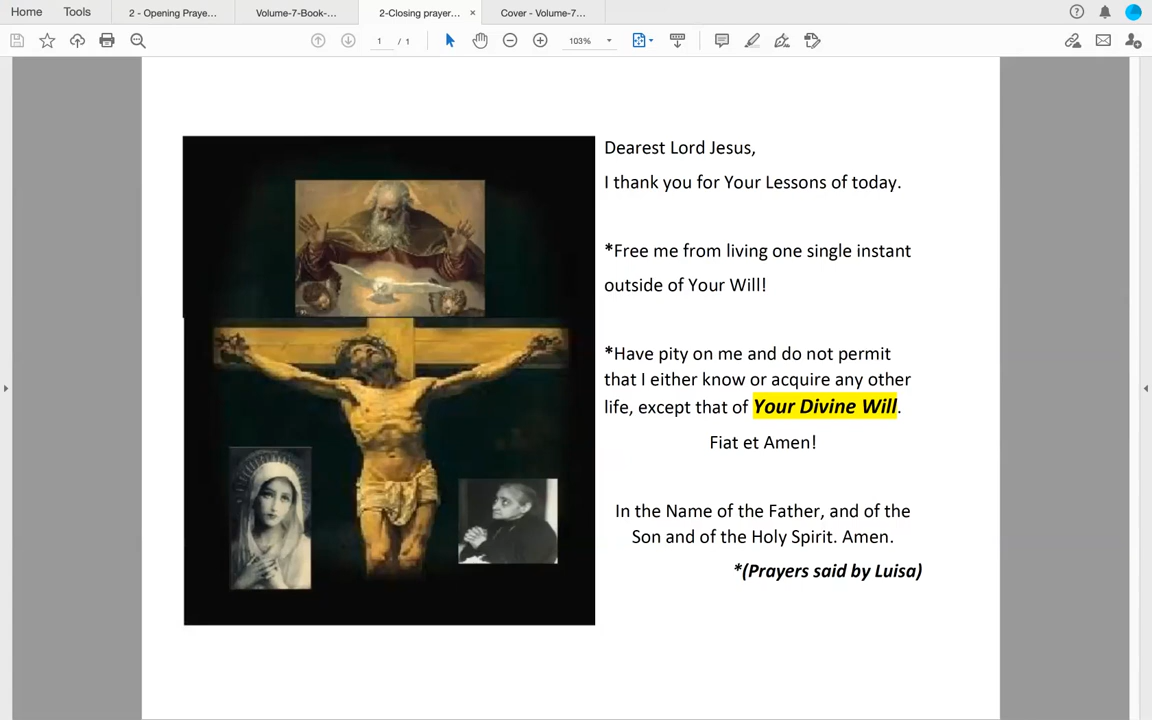 Home Tools 2 - Opening Praye... Volume-7-Book-... 2-Closing prayer... × Cover - Volume-7...
1 / 1 103%
Dearest Lord Jesus,
I thank you for Your Lessons of today.
*Free me from living one single instant
outside of Your Will!
*Have pity on me and do not permit
that I either know or acquire any other
life, except that of Your Divine Will.
Fiat et Amen!
In the Name of the Father, and of the
Son and of the Holy Spirit. Amen.
*(Prayers said by Luisa)